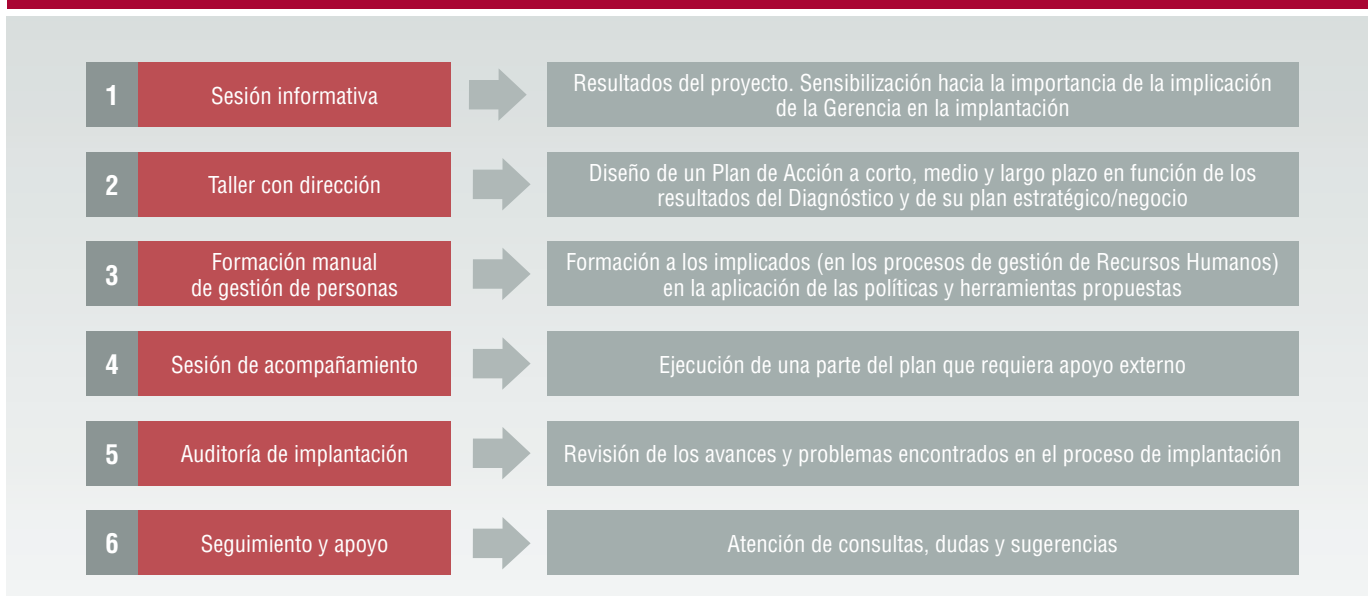 1
Sesión informativa
Resultados del proyecto. Sensibilización hacia la importancia de la implicación
de la Gerencia en la implantación
2
Taller con dirección
Diseño de un Plan de Acción a corto, medio y largo plazo en función de los
resultados del Diagnóstico y de su plan estratégico/negocio
3
Formación manual
de gestión de personas
Formación a los implicados (en los procesos de gestión de Recursos Humanos)
en la aplicación de las políticas y herramientas propuestas
4
Sesión de acompañamiento
Ejecución de una parte del plan que requiera apoyo externo
5
Auditoría de implantación
Revisión de los avances y problemas encontrados en el proceso de implantación
6
Seguimiento y apoyo
Atención de consultas, dudas y sugerencias